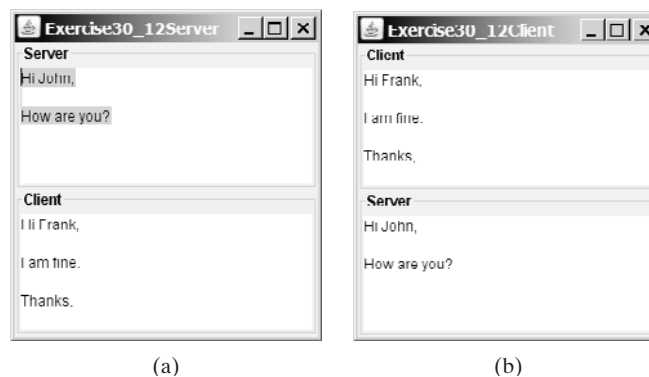 Exercise30_12Server
Server
Hi John,
How are you?
Client
Hi Frank,
I am fine.
Thanks,
(a)
Exercise30_12Client
Client
Hi Frank,
I am fine.
Thanks,
Server
Hi John,
How are you?
(b)